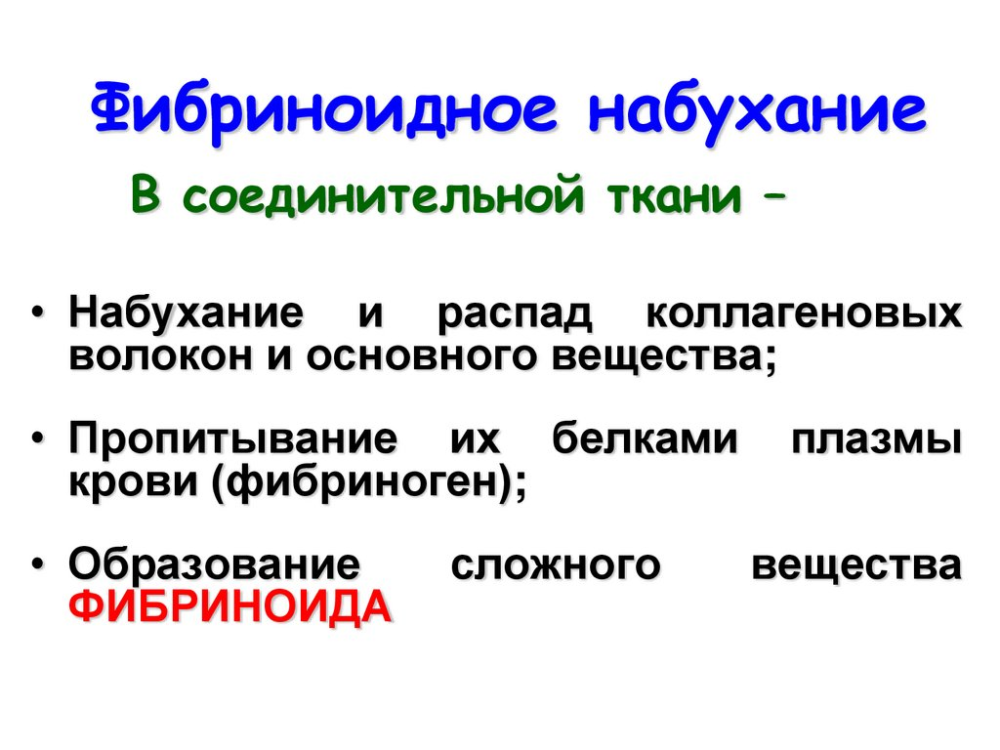 Фибриноидное набухание
В соединительной ткани –
• Набухание и распад коллагеновых
волокон и основного вещества;
• Пропитывание их белками плазмы
крови (фибриноген);
• Образование сложного вещества
ФИБРИНОИДА